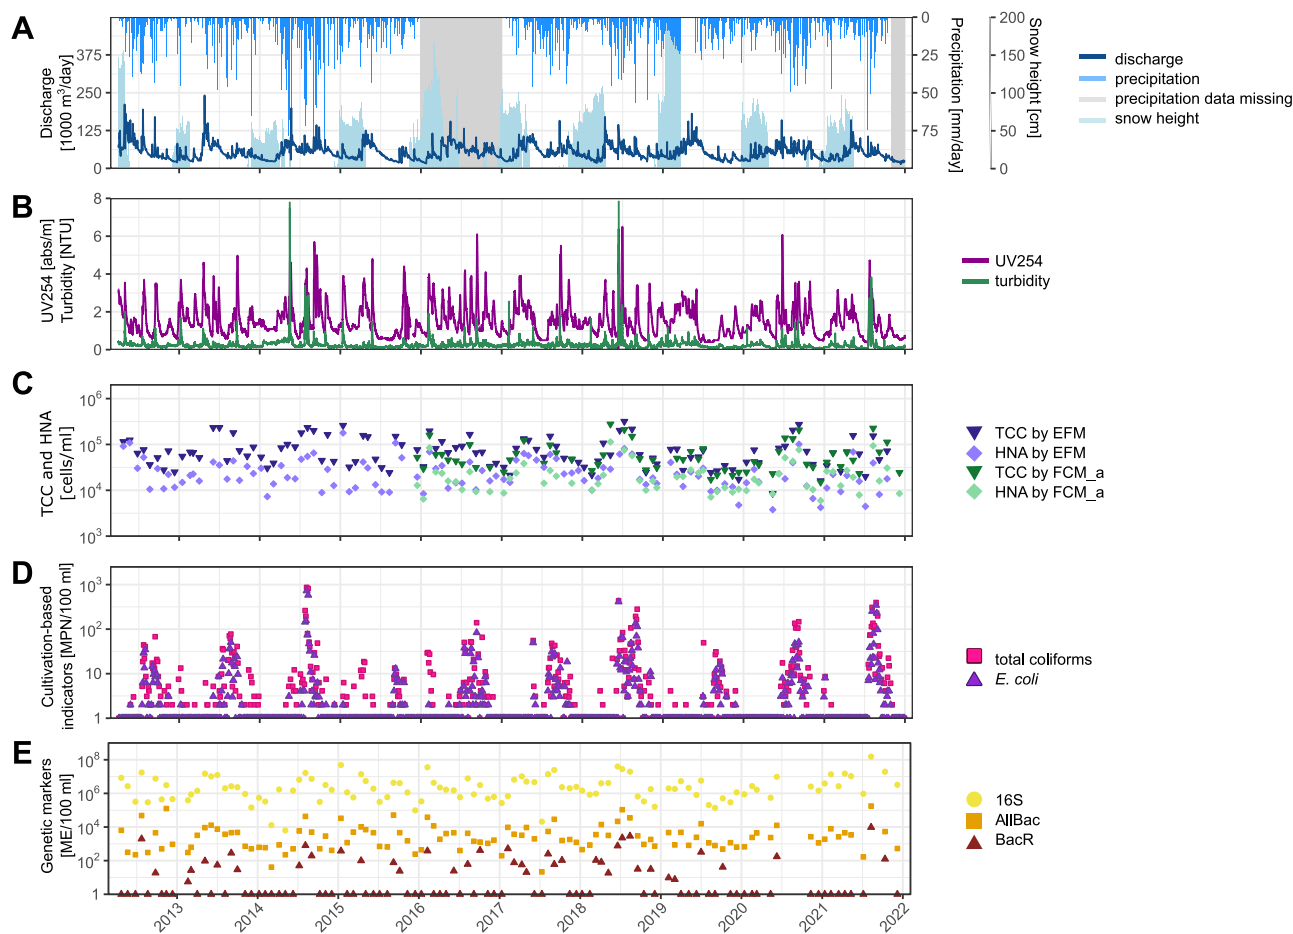 A
Discharge
[1000 m³/day]
375
250
125
0
0
25
50
75
Precipitation [mm/day]
200
150
100
50
0
Snow height [cm]
discharge
precipitation
precipitation data missing
snow height
B
UV254 [abs/m]
Turbidity [NTU]
8
6
4
2
0
UV254
turbidity
C
TCC and HNA
[cells/ml]
10⁶
10⁵
10⁴
10³
TCC by EFM
HNA by EFM
TCC by FCM_a
HNA by FCM_a
D
Cultivation-based
indicators [MPN/100 ml]
10³
10²
10
1
total coliforms
E. coli
E
Genetic markers
[ME/100 ml]
10⁸
10⁶
10⁴
10²
1
16S
AllBac
BacR
2013
2014
2015
2016
2017
2018
2019
2020
2021
2022